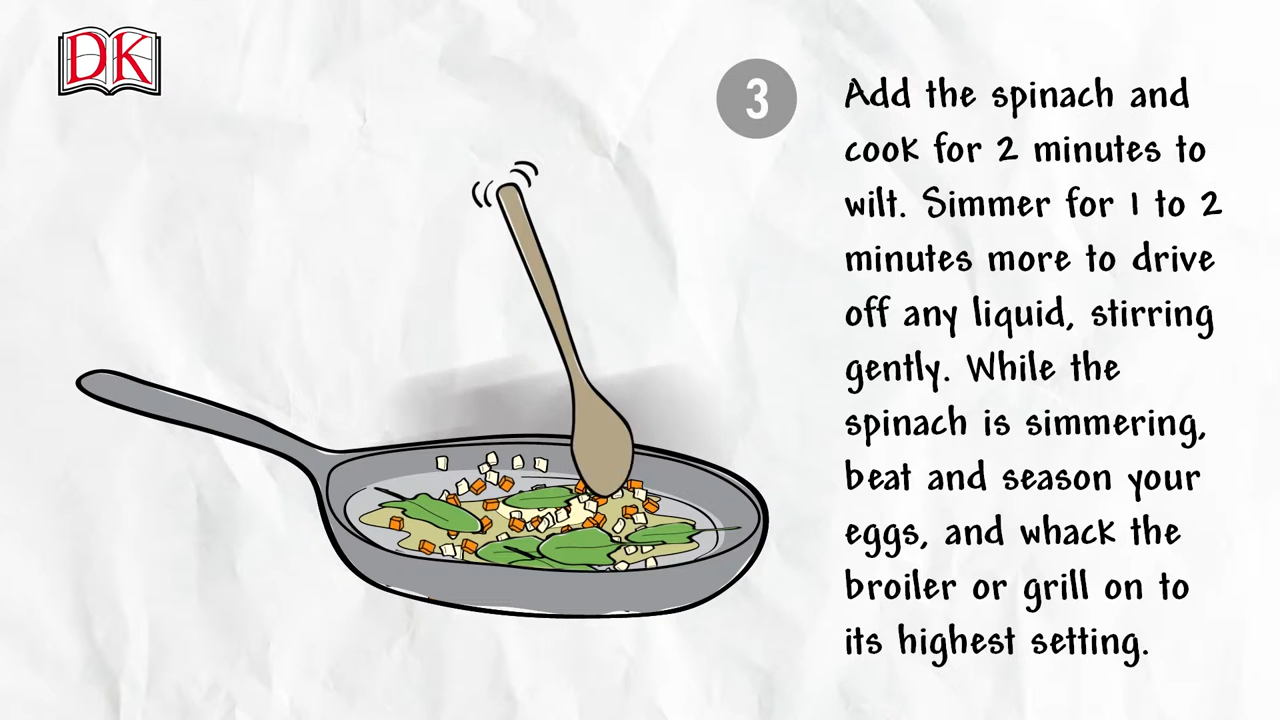 DK
3
Add the spinach and
cook for 2 minutes to
wilt. Simmer for 1 to 2
minutes more to drive
off any liquid, stirring
gently. While the
spinach is simmering,
beat and season your
eggs, and whack the
broiler or grill on to
its highest setting.